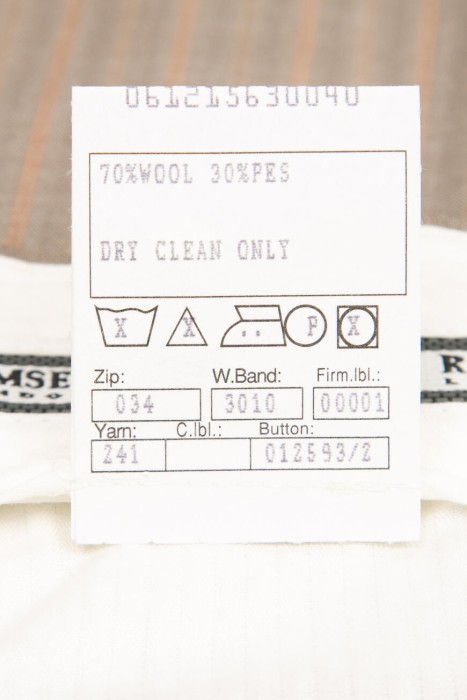 061215630040
70%WOOL 30%PES
DRY CLEAN ONLY
X X P X
Zip: W.Band: Firm.lbl.:
034 3010 00001
Yarn: C.lbl.: Button:
241 012593/2